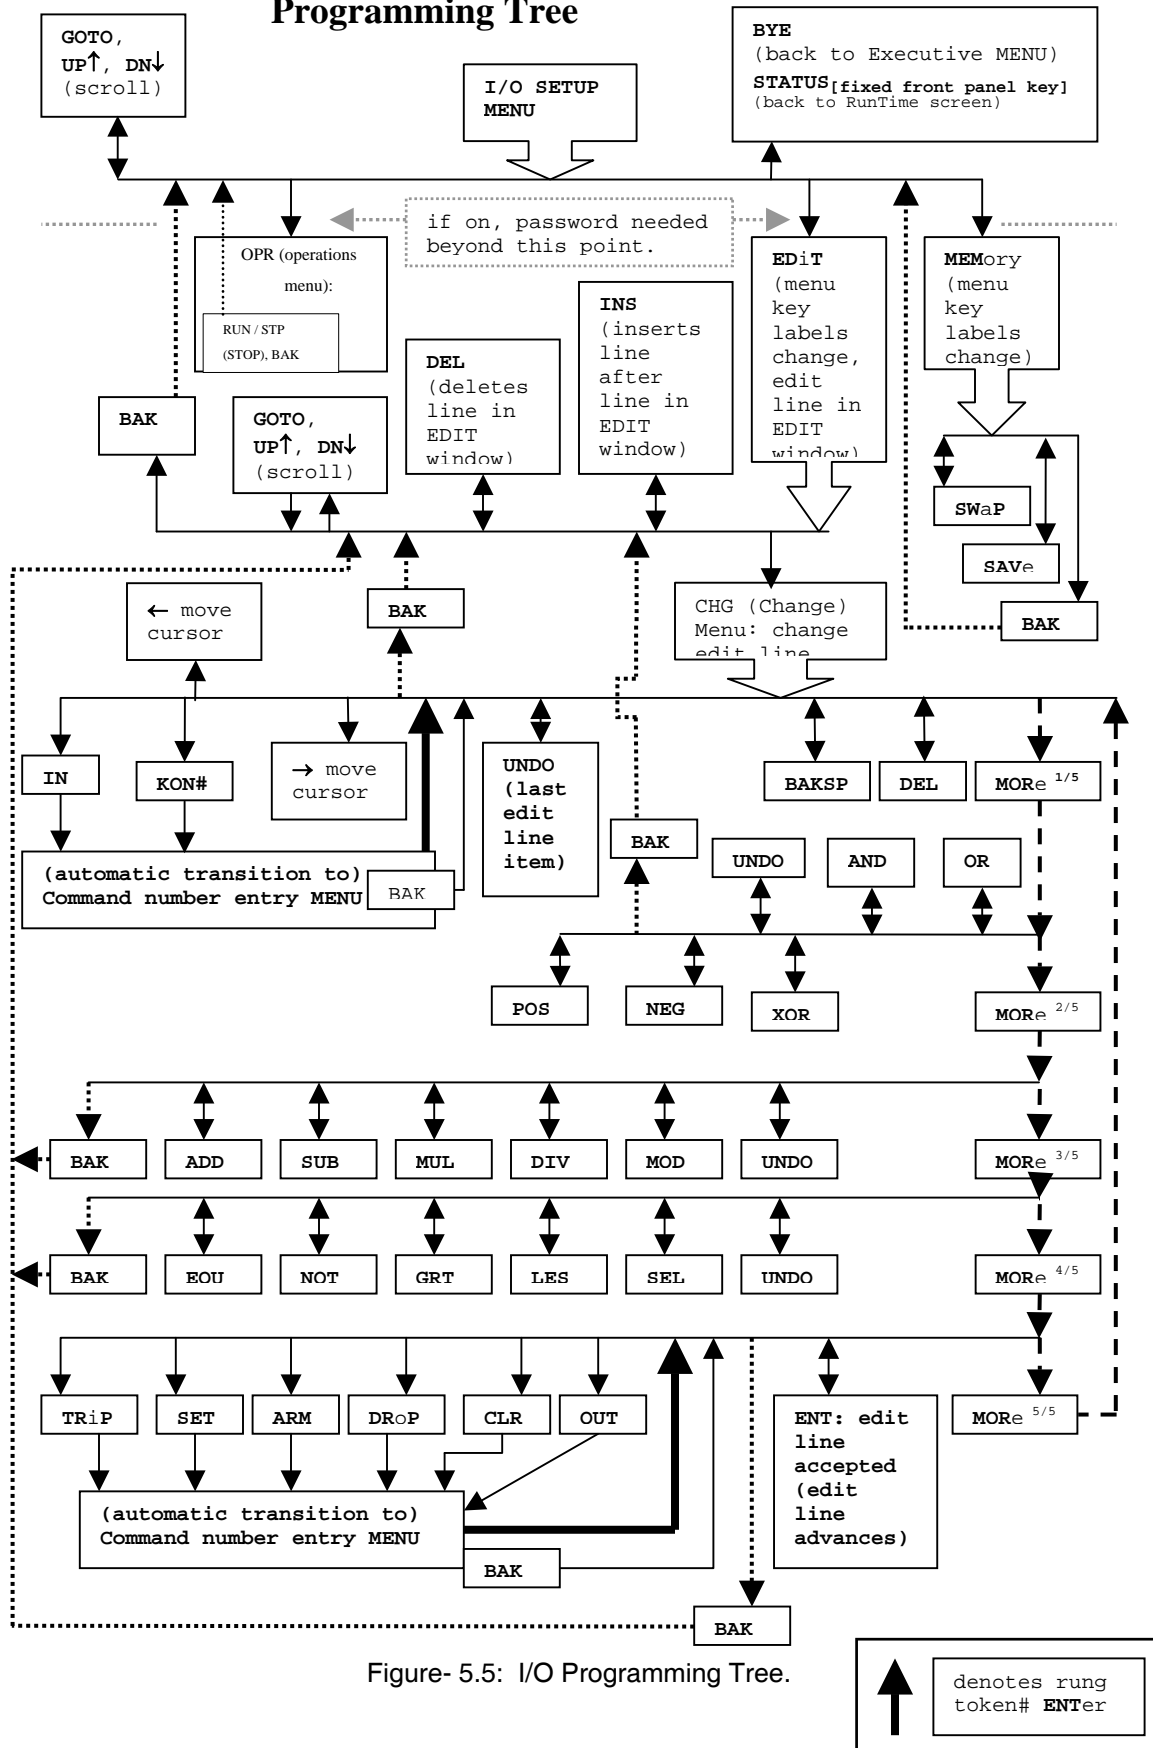 Programming Tree
GOTO,
UP↑, DN↓
(scroll)
I/O SETUP
MENU
BYE
(back to Executive MENU)
STATUS[fixed front panel key]
(back to RunTime screen)
if on, password needed
beyond this point.
OPR (operations
menu):
RUN / STP
(STOP), BAK
BAK
GOTO,
UP↑, DN↓
(scroll)
DEL
(deletes
line in
EDIT
window)
INS
(inserts
line
after
line in
EDIT
window)
EDiT
(menu
key
labels
change,
edit
line in
EDIT
window)
MEMory
(menu
key
labels
change)
SWaP
SAVe
BAK
← move
cursor
BAK
CHG (Change)
Menu: change
edit line
IN
KON#
→ move
cursor
UNDO
(last
edit
line
item)
BAKSP
DEL
MORe 1/5
(automatic transition to)
Command number entry MENU
BAK
BAK
UNDO
AND
OR
POS
NEG
XOR
MORe 2/5
BAK
ADD
SUB
MUL
DIV
MOD
UNDO
MORe 3/5
BAK
EQU
NOT
GRT
LES
SEL
UNDO
MORe 4/5
TRiP
SET
ARM
DRoP
CLR
OUT
ENT: edit
line
accepted
(edit
line
advances)
MORe 5/5
(automatic transition to)
Command number entry MENU
BAK
BAK
Figure- 5.5: I/O Programming Tree.
denotes rung
token# ENTer